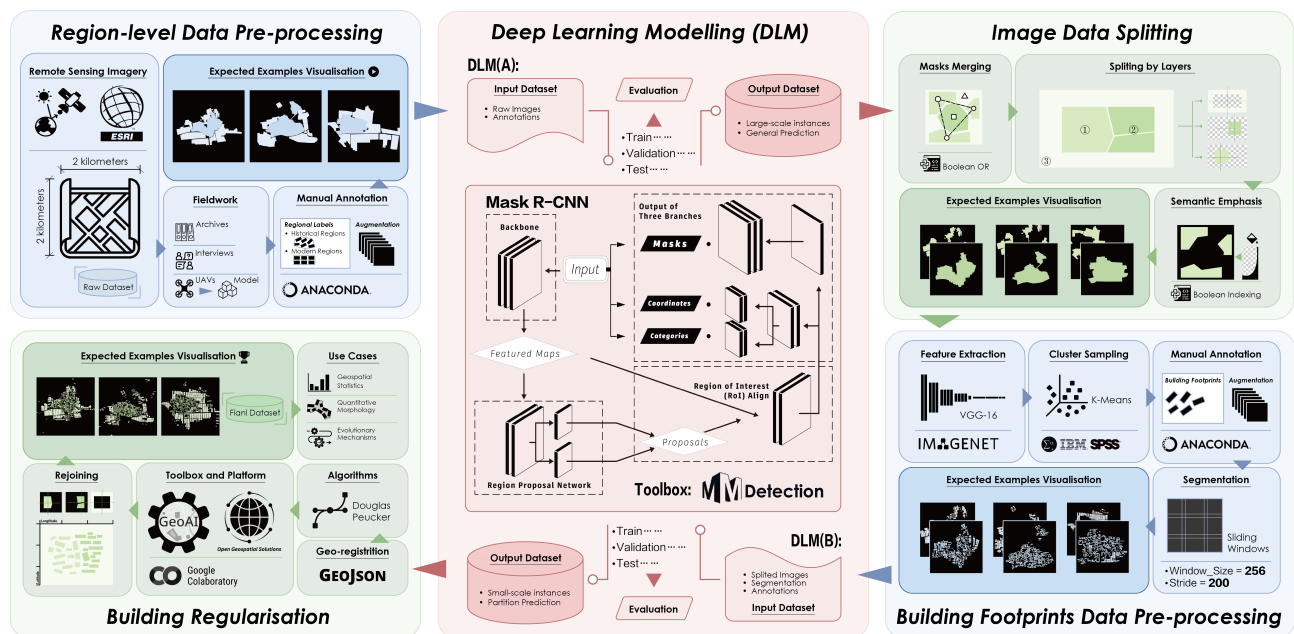 Region-level Data Pre-processing
Remote Sensing Imagery
ESRI
2 kilometers
2 kilometers
Raw Dataset
Expected Examples Visualisation
Fieldwork
Archives
Interviews
UAVs
Model
Manual Annotation
Regional Labels
• Historical Regions
• Modern Regions
Augmentation
ANACONDA.
Deep Learning Modelling (DLM)
DLM(A):
Input Dataset
• Raw Images
• Annotations
Evaluation
•Train··· ···
•Validation··· ···
•Test··· ···
Output Dataset
• Large-scale instances
• General Prediction
Mask R-CNN
Backbone
Input
Output of
Three Branches
Masks
Coordinates
Categories
Featured Maps
Region of Interest
(RoI) Align
Proposals
Region Proposal Network
Toolbox: MMDetection
Output Dataset
• Small-scale instances
• Partition Prediction
•Train··· ···
•Validation··· ···
•Test··· ···
Evaluation
DLM(B):
• Splited Images
• Segmentation
• Annotations
Input Dataset
Image Data Splitting
Masks Merging
Boolean OR
Spliting by Layers
①
②
③
Expected Examples Visualisation
Semantic Emphasis
Boolean Indexing
Feature Extraction
VGG-16
IMAGENET
Cluster Sampling
K-Means
IBM SPSS
Manual Annotation
Building Footprints
Augmentation
ANACONDA.
Expected Examples Visualisation
Segmentation
Sliding
Windows
•Window_Size = 256
•Stride = 200
Building Footprints Data Pre-processing
Expected Examples Visualisation
Fianl Dataset
Use Cases
Geospatial
Statistics
Quantitative
Morphology
Evolutionary
Mechanisms
Rejoining
Longitude
Latitude
Toolbox and Platform
GeoAI
Open Geospatial Solutions
CO
Google
Colaboratory
Algorithms
Douglas
Peucker
Geo-registrition
GEOJSON
Building Regularisation